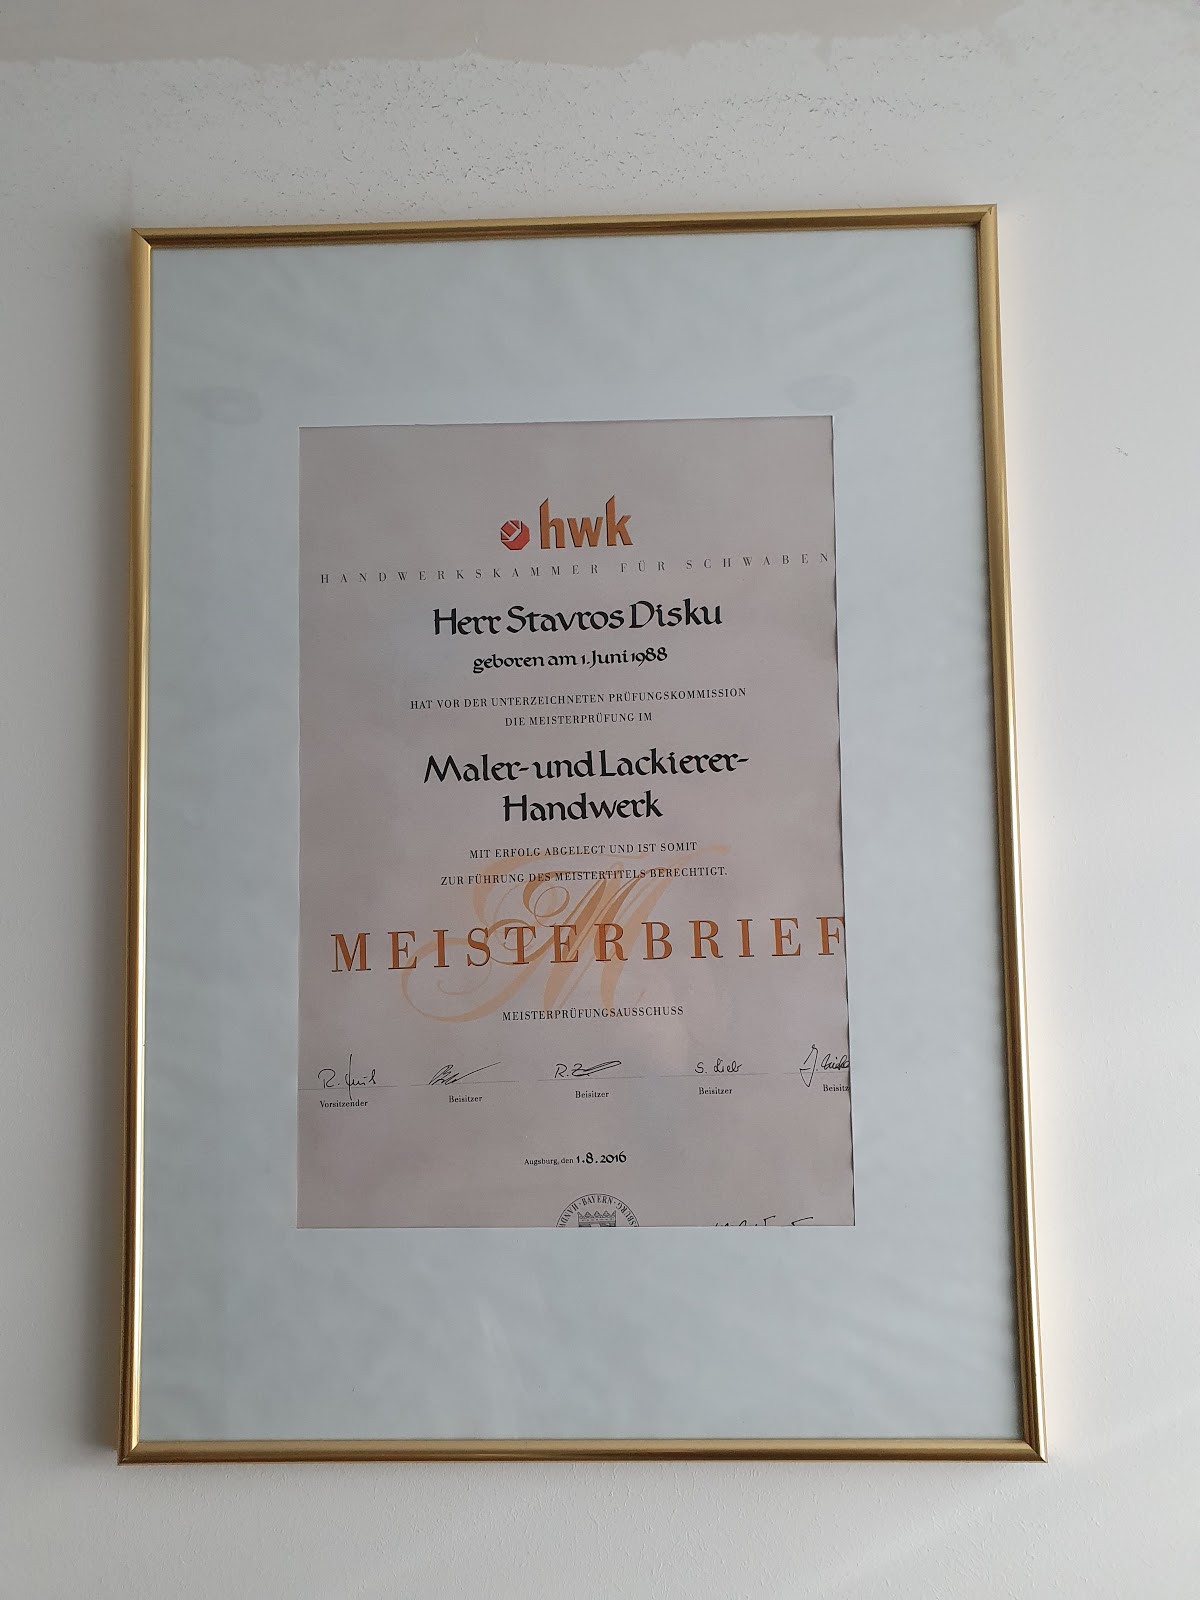 hwk
HANDWERKSKAMMER FÜR SCHWABEN
Herr Stavros Disku
geboren am 1. Juni 1988
HAT VOR DER UNTERZEICHNETEN PRÜFUNGSKOMMISSION
DIE MEISTERPRÜFUNG IM
Maler- und Lackierer-
Handwerk
MIT ERFOLG ABGELEGT UND IST SOMIT
ZUR FÜHRUNG DES MEISTERTITELS BERECHTIGT.
M
MEISTERBRIEF
MEISTERPRÜFUNGSAUSSCHUSS
Vorsitzender Beisitzer Beisitzer Beisitzer Beisitz
Augsburg, den 1.8.2016
BAYERN